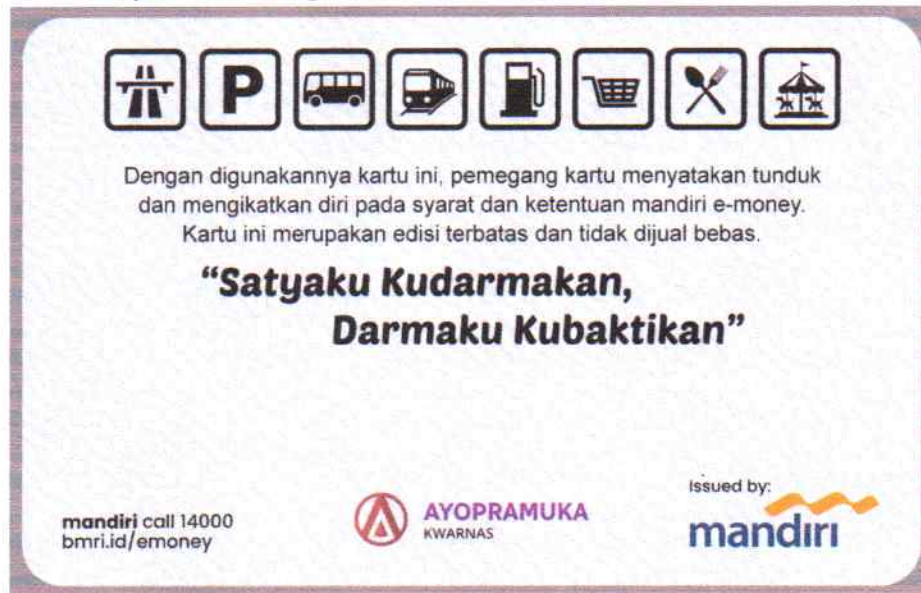 P
Dengan digunakannya kartu ini, pemegang kartu menyatakan tunduk
dan mengikatkan diri pada syarat dan ketentuan mandiri e-money.
Kartu ini merupakan edisi terbatas dan tidak dijual bebas.
“Satyaku Kudarmakan,
Darmaku Kubaktikan”
mandiri call 14000
bmri.id/emoney
AYOPRAMUKA
KWARNAS
Issued by:
mandiri